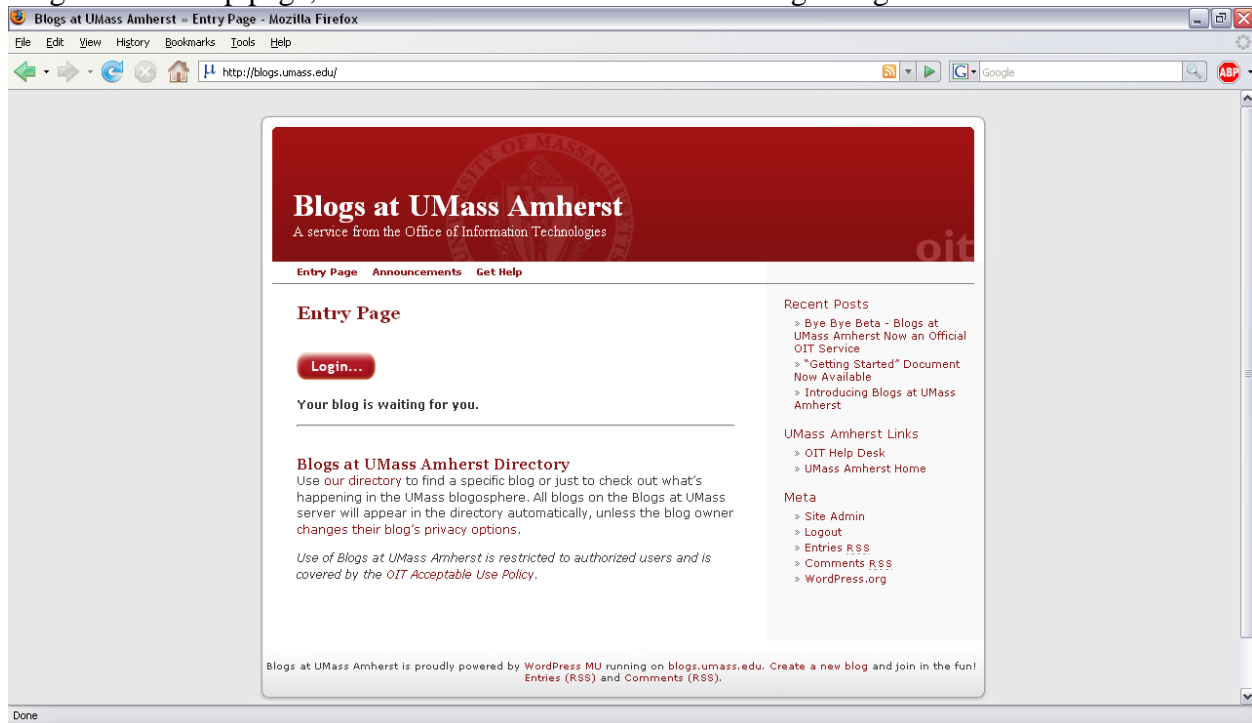 Blogs at UMass Amherst » Entry Page - Mozilla Firefox
File Edit View History Bookmarks Tools Help
http://blogs.umass.edu/
G Google
ABP
UNIVERSITY OF MASSACHUSETTS
Blogs at UMass Amherst
A service from the Office of Information Technologies
oit
Entry Page Announcements Get Help
Entry Page
Login...
Your blog is waiting for you.
Blogs at UMass Amherst Directory
Use our directory to find a specific blog or just to check out what's
happening in the UMass blogosphere. All blogs on the Blogs at UMass
server will appear in the directory automatically, unless the blog owner
changes their blog's privacy options.
Use of Blogs at UMass Amherst is restricted to authorized users and is
covered by the OIT Acceptable Use Policy.
Recent Posts
» Bye Bye Beta - Blogs at
UMass Amherst Now an Official
OIT Service
» "Getting Started" Document
Now Available
» Introducing Blogs at UMass
Amherst
UMass Amherst Links
» OIT Help Desk
» UMass Amherst Home
Meta
» Site Admin
» Logout
» Entries RSS
» Comments RSS
» WordPress.org
Blogs at UMass Amherst is proudly powered by WordPress MU running on blogs.umass.edu. Create a new blog and join in the fun!
Entries (RSS) and Comments (RSS).
Done